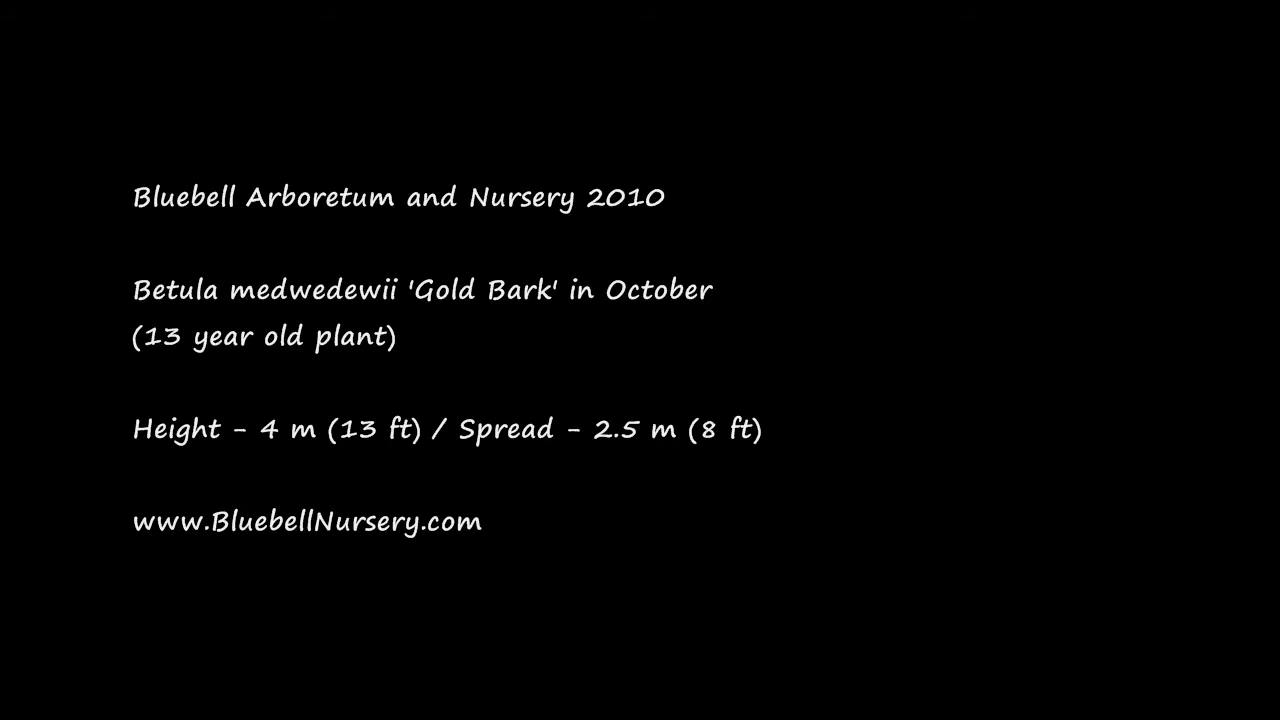 Bluebell Arboretum and Nursery 2010
Betula medwedewii 'Gold Bark' in October
(13 year old plant)
Height - 4 m (13 ft) / Spread - 2.5 m (8 ft)
www.BluebellNursery.com